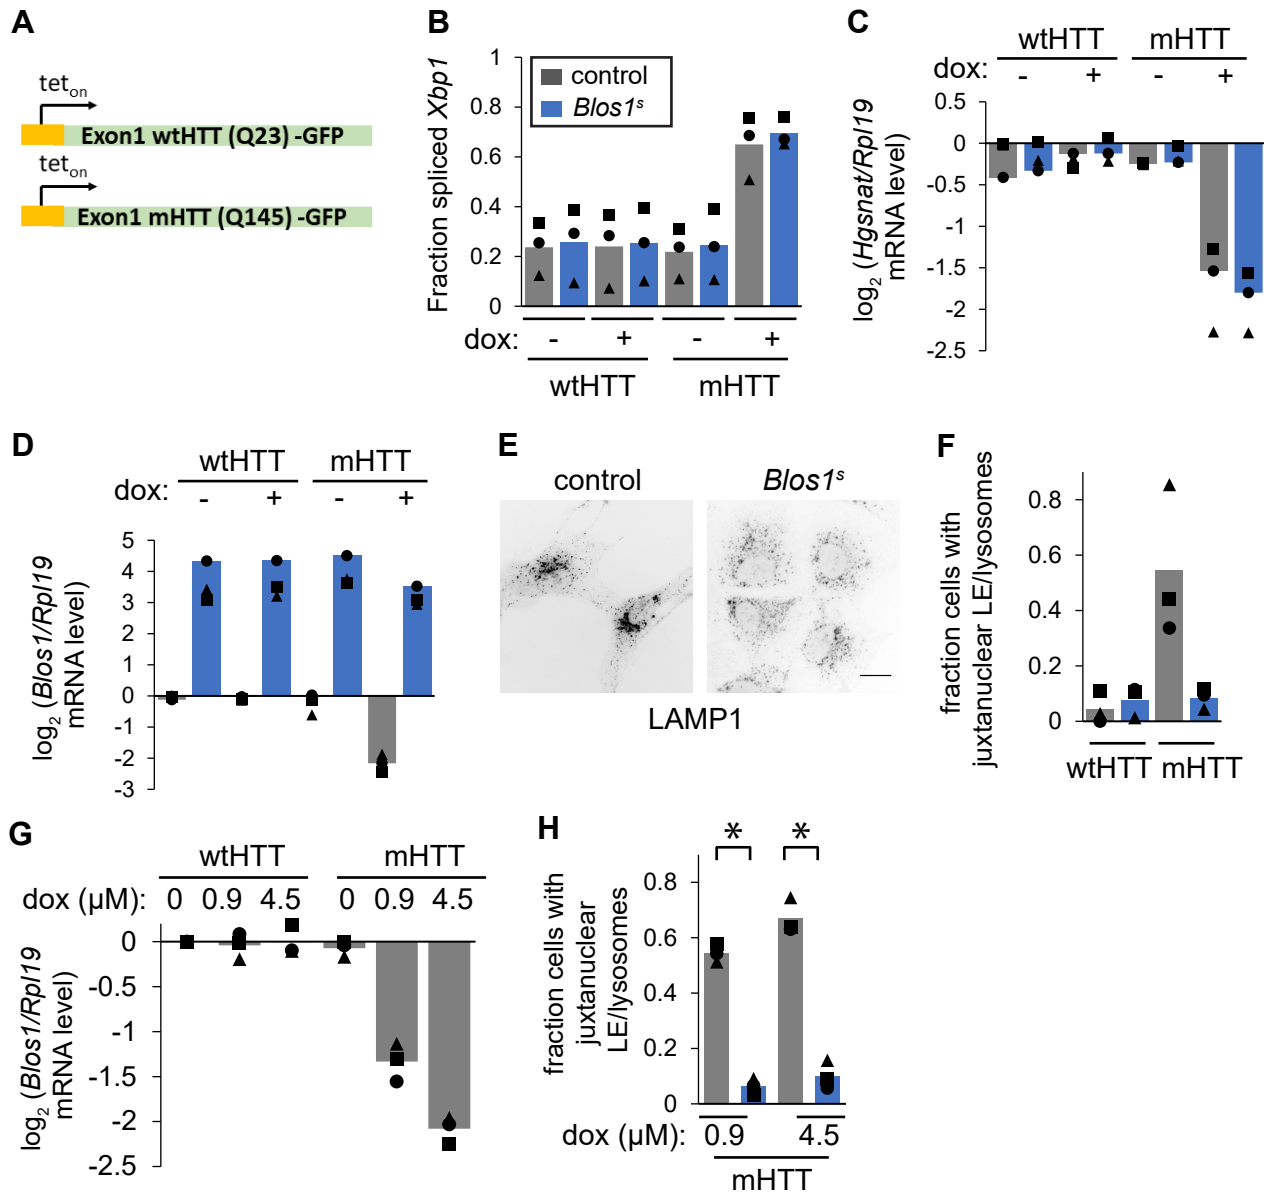 A
tet on
Exon1 wtHTT (Q23) -GFP
tet on
Exon1 mHTT (Q145) -GFP
B
Fraction spliced Xbp1
1
0.8
0.6
0.4
0.2
0
control
Blos1ˢ
dox: - + - +
wtHTT mHTT
C
wtHTT mHTT
dox: - + - +
log₂ (Hgsnat/Rpl19
mRNA level)
0.5
0
-0.5
-1
-1.5
-2
-2.5
D
wtHTT mHTT
dox: - + - +
log₂ (Blos1/Rpl19
mRNA level)
5
4
3
2
1
0
-1
-2
-3
E
control Blos1ˢ
LAMP1
F
fraction cells with
juxtanuclear LE/lysosomes
0.8
0.6
0.4
0.2
0
wtHTT mHTT
G
wtHTT mHTT
dox (µM): 0 0.9 4.5 0 0.9 4.5
log₂ (Blos1/Rpl19
mRNA level)
0
-0.5
-1
-1.5
-2
-2.5
H
fraction cells with
juxtanuclear
LE/lysosomes
* *
0.8
0.6
0.4
0.2
0
dox (µM): 0.9 4.5
mHTT